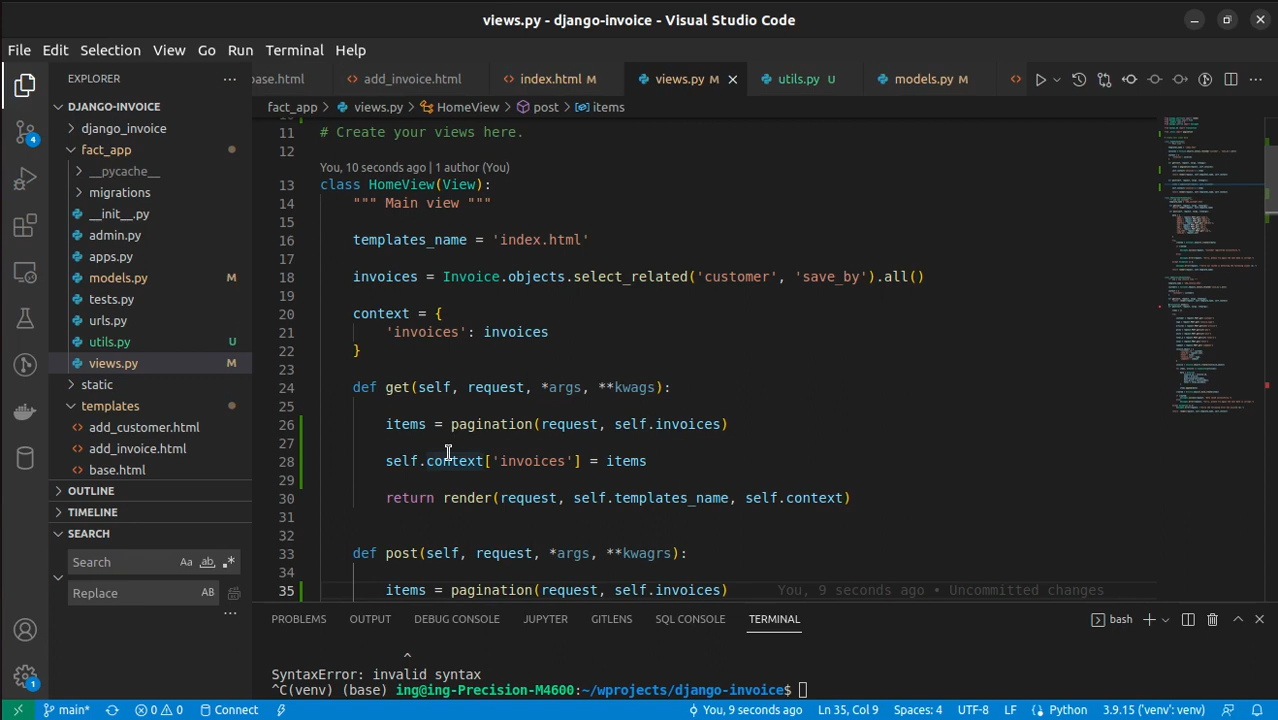 views.py - django-invoice - Visual Studio Code
File Edit Selection View Go Run Terminal Help
EXPLORER
base.html add_invoice.html index.html M views.py M utils.py U models.py M
DJANGO-INVOICE
fact_app > views.py > HomeView > post > items
django_invoice
fact_app
__pycache__
migrations
__init__.py
admin.py
apps.py
models.py M
tests.py
urls.py
utils.py U
views.py M
static
templates
add_customer.html
add_invoice.html
base.html
OUTLINE
TIMELINE
SEARCH
Search Aa ab
Replace AB
4
1
11 # Create your views here.
12
You, 10 seconds ago | 1 author (You)
13 class HomeView(View):
14 """ Main view """
15
16 templates_name = 'index.html'
17
18 invoices = Invoice.objects.select_related('customer', 'save_by').all()
19
20 context = {
21 'invoices': invoices
22 }
23
24 def get(self, request, *args, **kwags):
25
26 items = pagination(request, self.invoices)
27
28 self.context['invoices'] = items
29
30 return render(request, self.templates_name, self.context)
31
32
33 def post(self, request, *args, **kwagrs):
34
35 items = pagination(request, self.invoices) You, 9 seconds ago • Uncommitted changes
PROBLEMS OUTPUT DEBUG CONSOLE JUPYTER GITLENS SQL CONSOLE TERMINAL bash
^
SyntaxError: invalid syntax
^C(venv) (base) ing@ing-Precision-M4600:~/wprojects/django-invoice$
main* 0 0 Connect You, 9 seconds ago Ln 35, Col 9 Spaces: 4 UTF-8 LF Python 3.9.15 ('venv': venv)